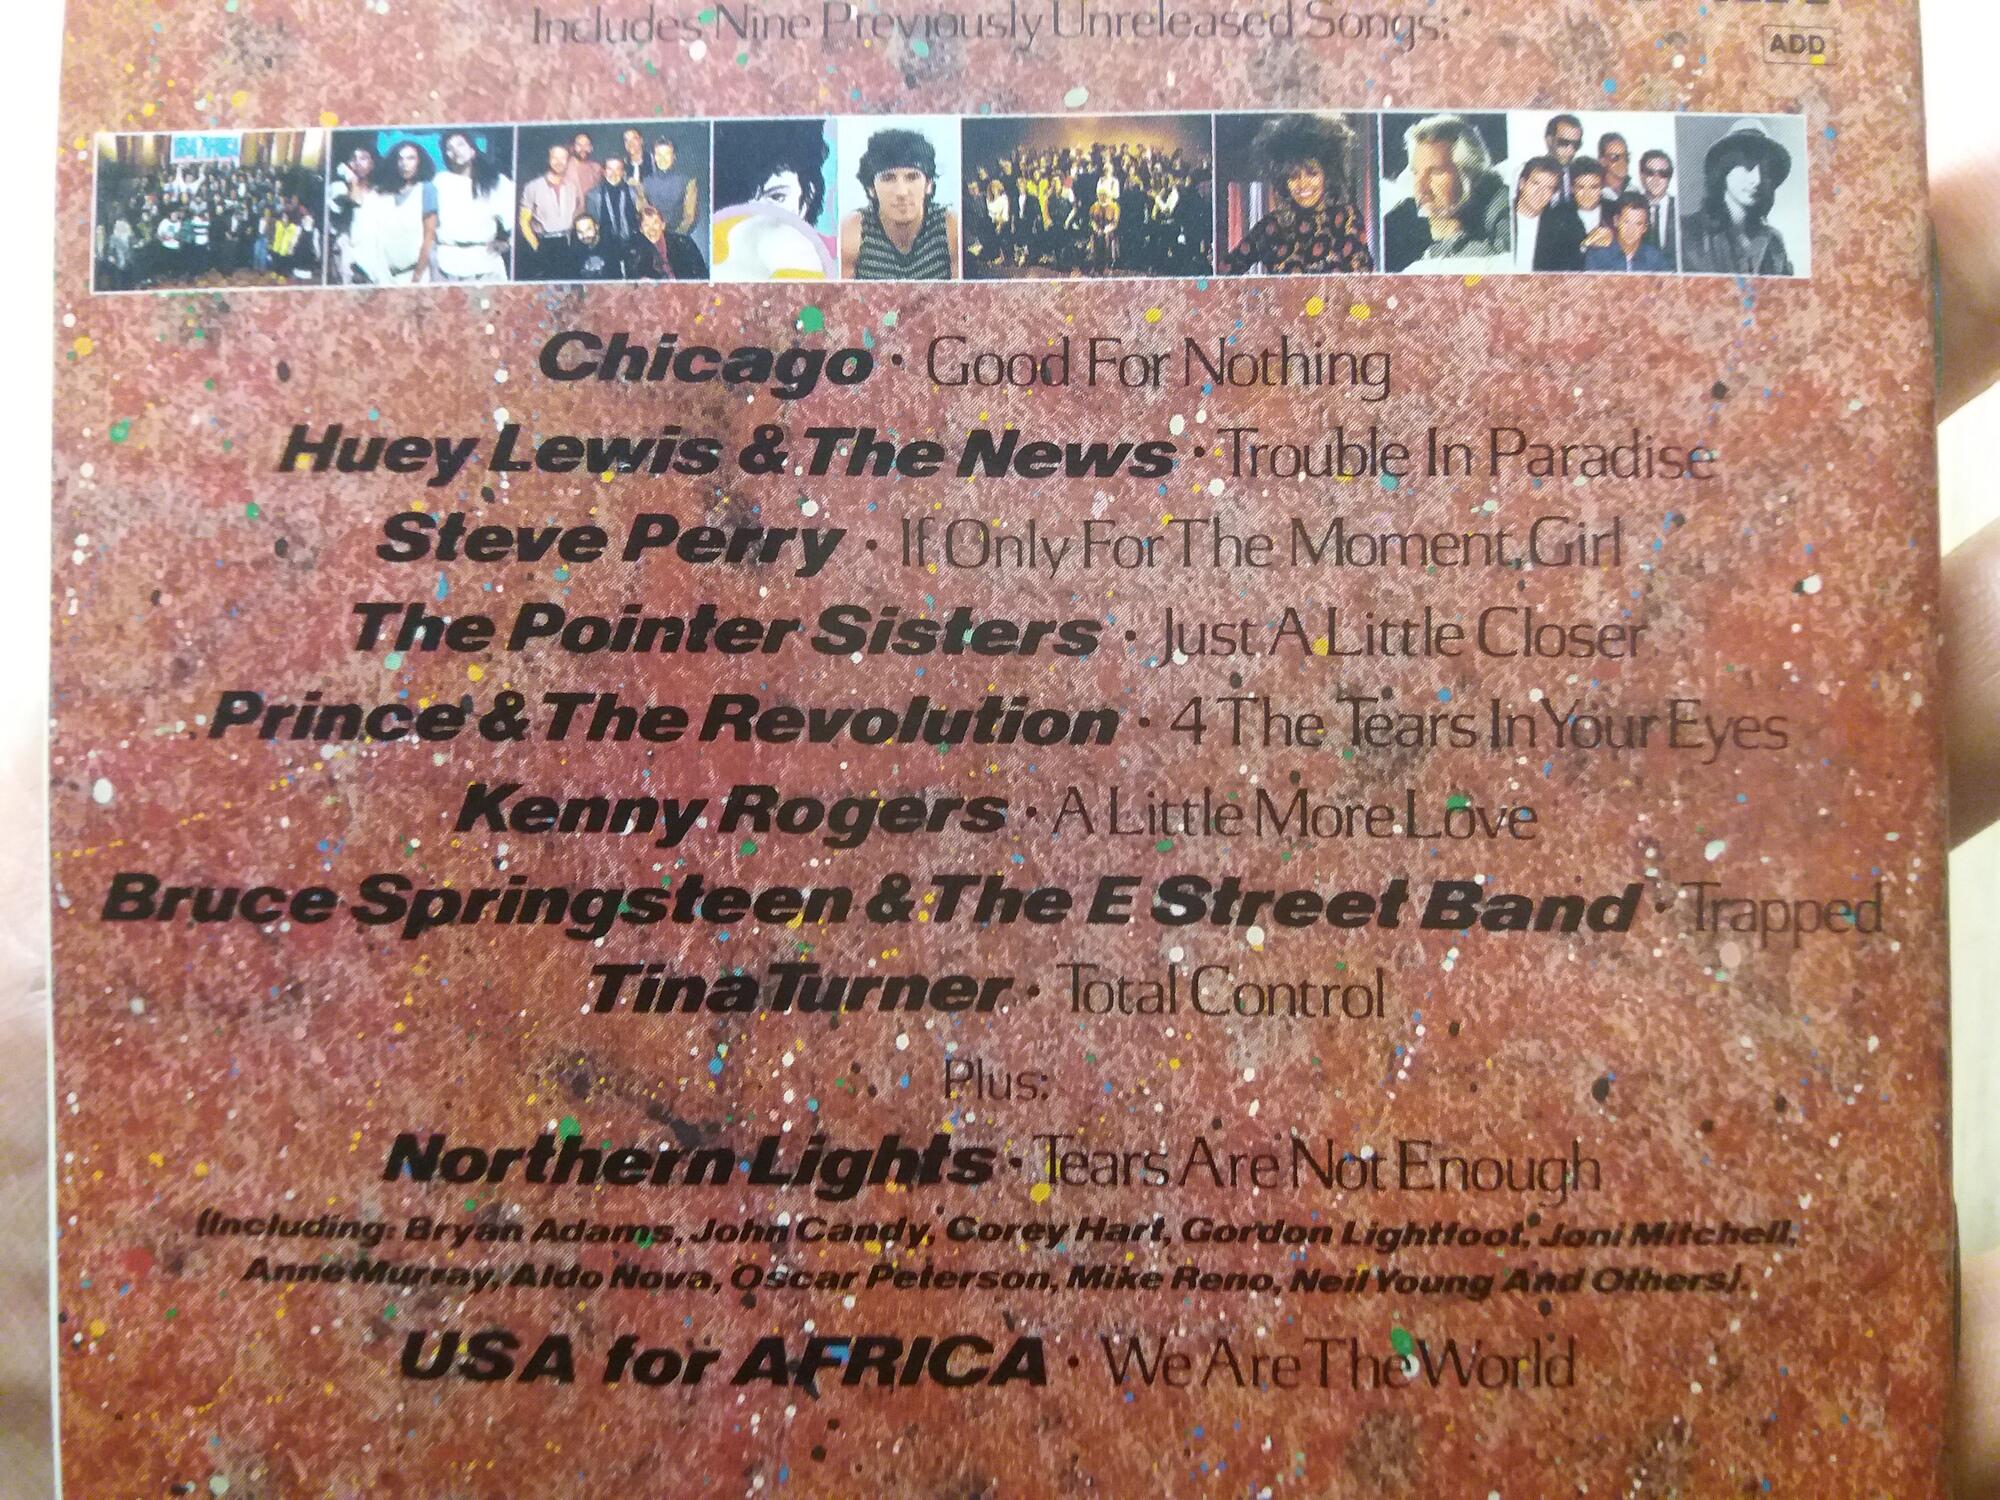 Includes Nine Previously Unreleased Songs:
ADD
Chicago · Good For Nothing
Huey Lewis & The News · Trouble In Paradise
Steve Perry · If Only For The Moment, Girl
The Pointer Sisters · Just A Little Closer
Prince & The Revolution · 4 The Tears In Your Eyes
Kenny Rogers · A Little More Love
Bruce Springsteen & The E Street Band · Trapped
Tina Turner · Total Control
Plus:
Northern Lights · Tears Are Not Enough
(Including: Bryan Adams, John Candy, Corey Hart, Gordon Lightfoot, Joni Mitchell,
Anne Murray, Aldo Nova, Oscar Peterson, Mike Reno, Neil Young And Others).
USA for AFRICA · We Are The World